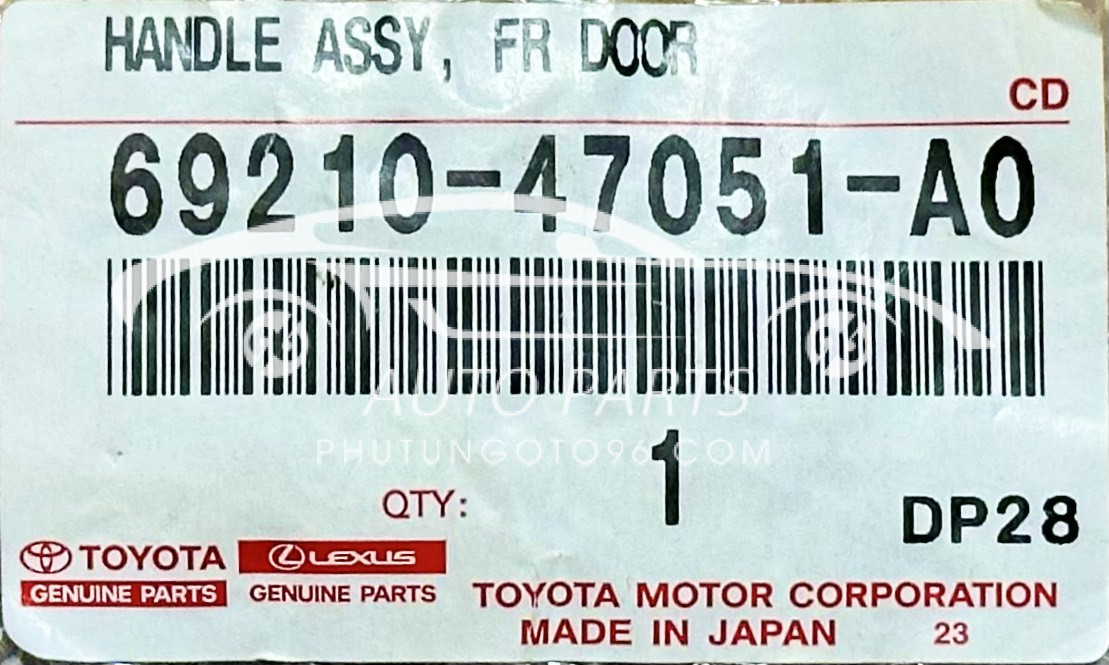 HANDLE ASSY, FR DOOR
CD
69210-47051-A0
AUTO PARTS
PHUTUNGOTO96.COM
1
QTY:
DP28
TOYOTA
LEXUS
GENUINE PARTS
GENUINE PARTS
TOYOTA MOTOR CORPORATION
MADE IN JAPAN 23